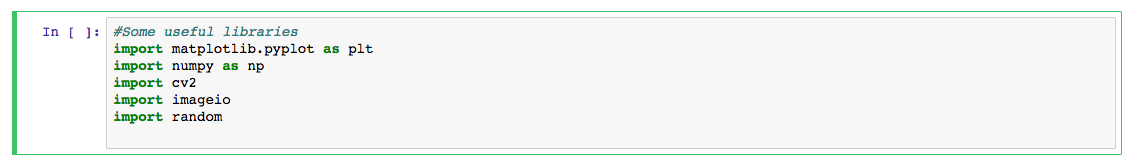 In [ ]: #Some useful libraries
import matplotlib.pyplot as plt
import numpy as np
import cv2
import imageio
import random